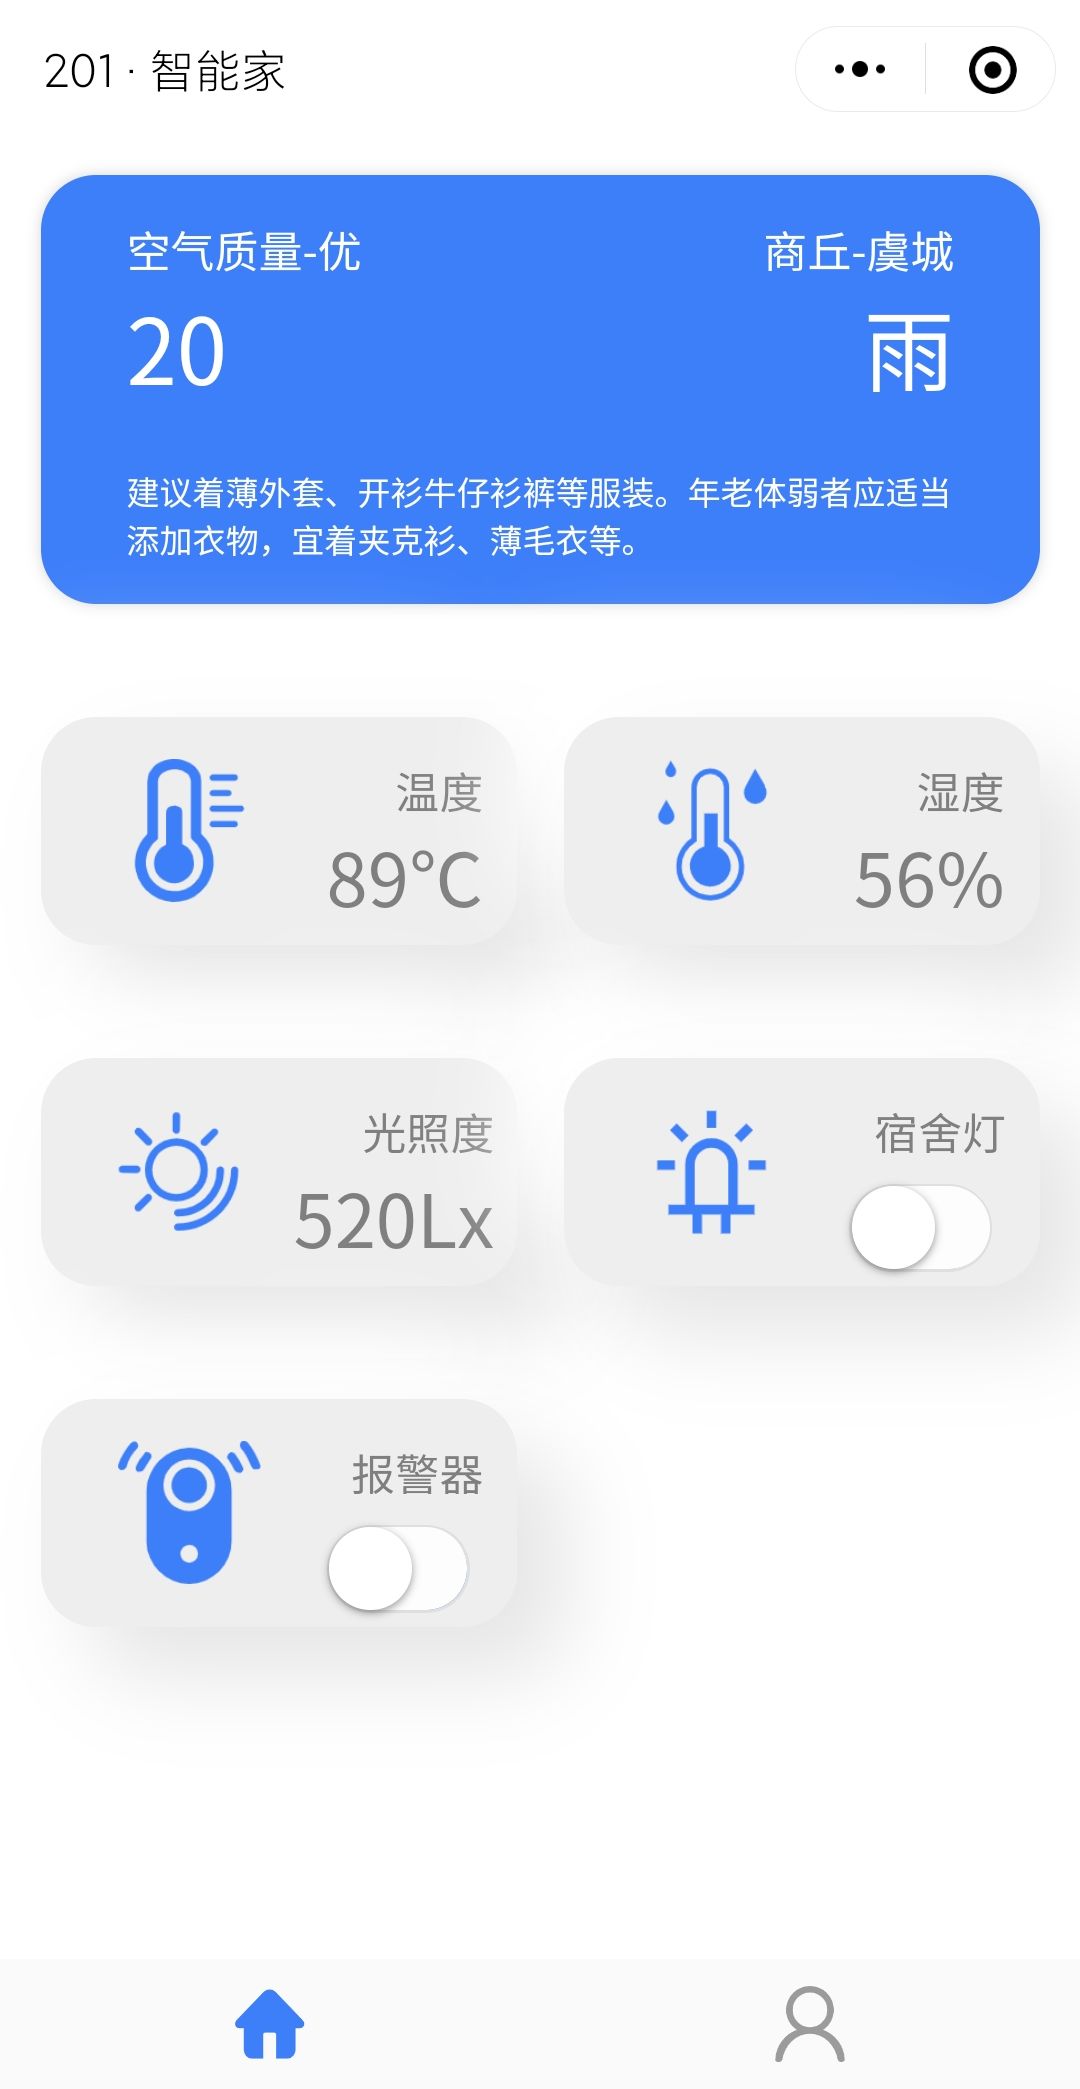 201 · 智能家
空气质量-优
商丘-虞城
20
雨
建议着薄外套、开衫牛仔衫裤等服装。年老体弱者应适当
添加衣物，宜着夹克衫、薄毛衣等。
温度
89°C
湿度
56%
光照度
520Lx
宿舍灯
报警器